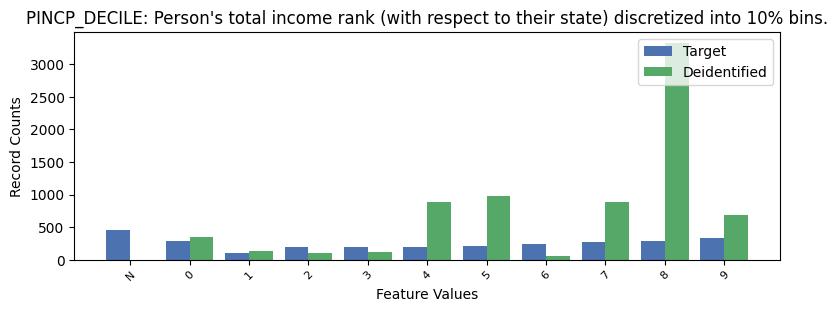 PINCP_DECILE: Person's total income rank (with respect to their state) discretized into 10% bins.
Target
Deidentified
Record Counts
3000
2500
2000
1500
1000
500
0
N 0 1 2 3 4 5 6 7 8 9
Feature Values